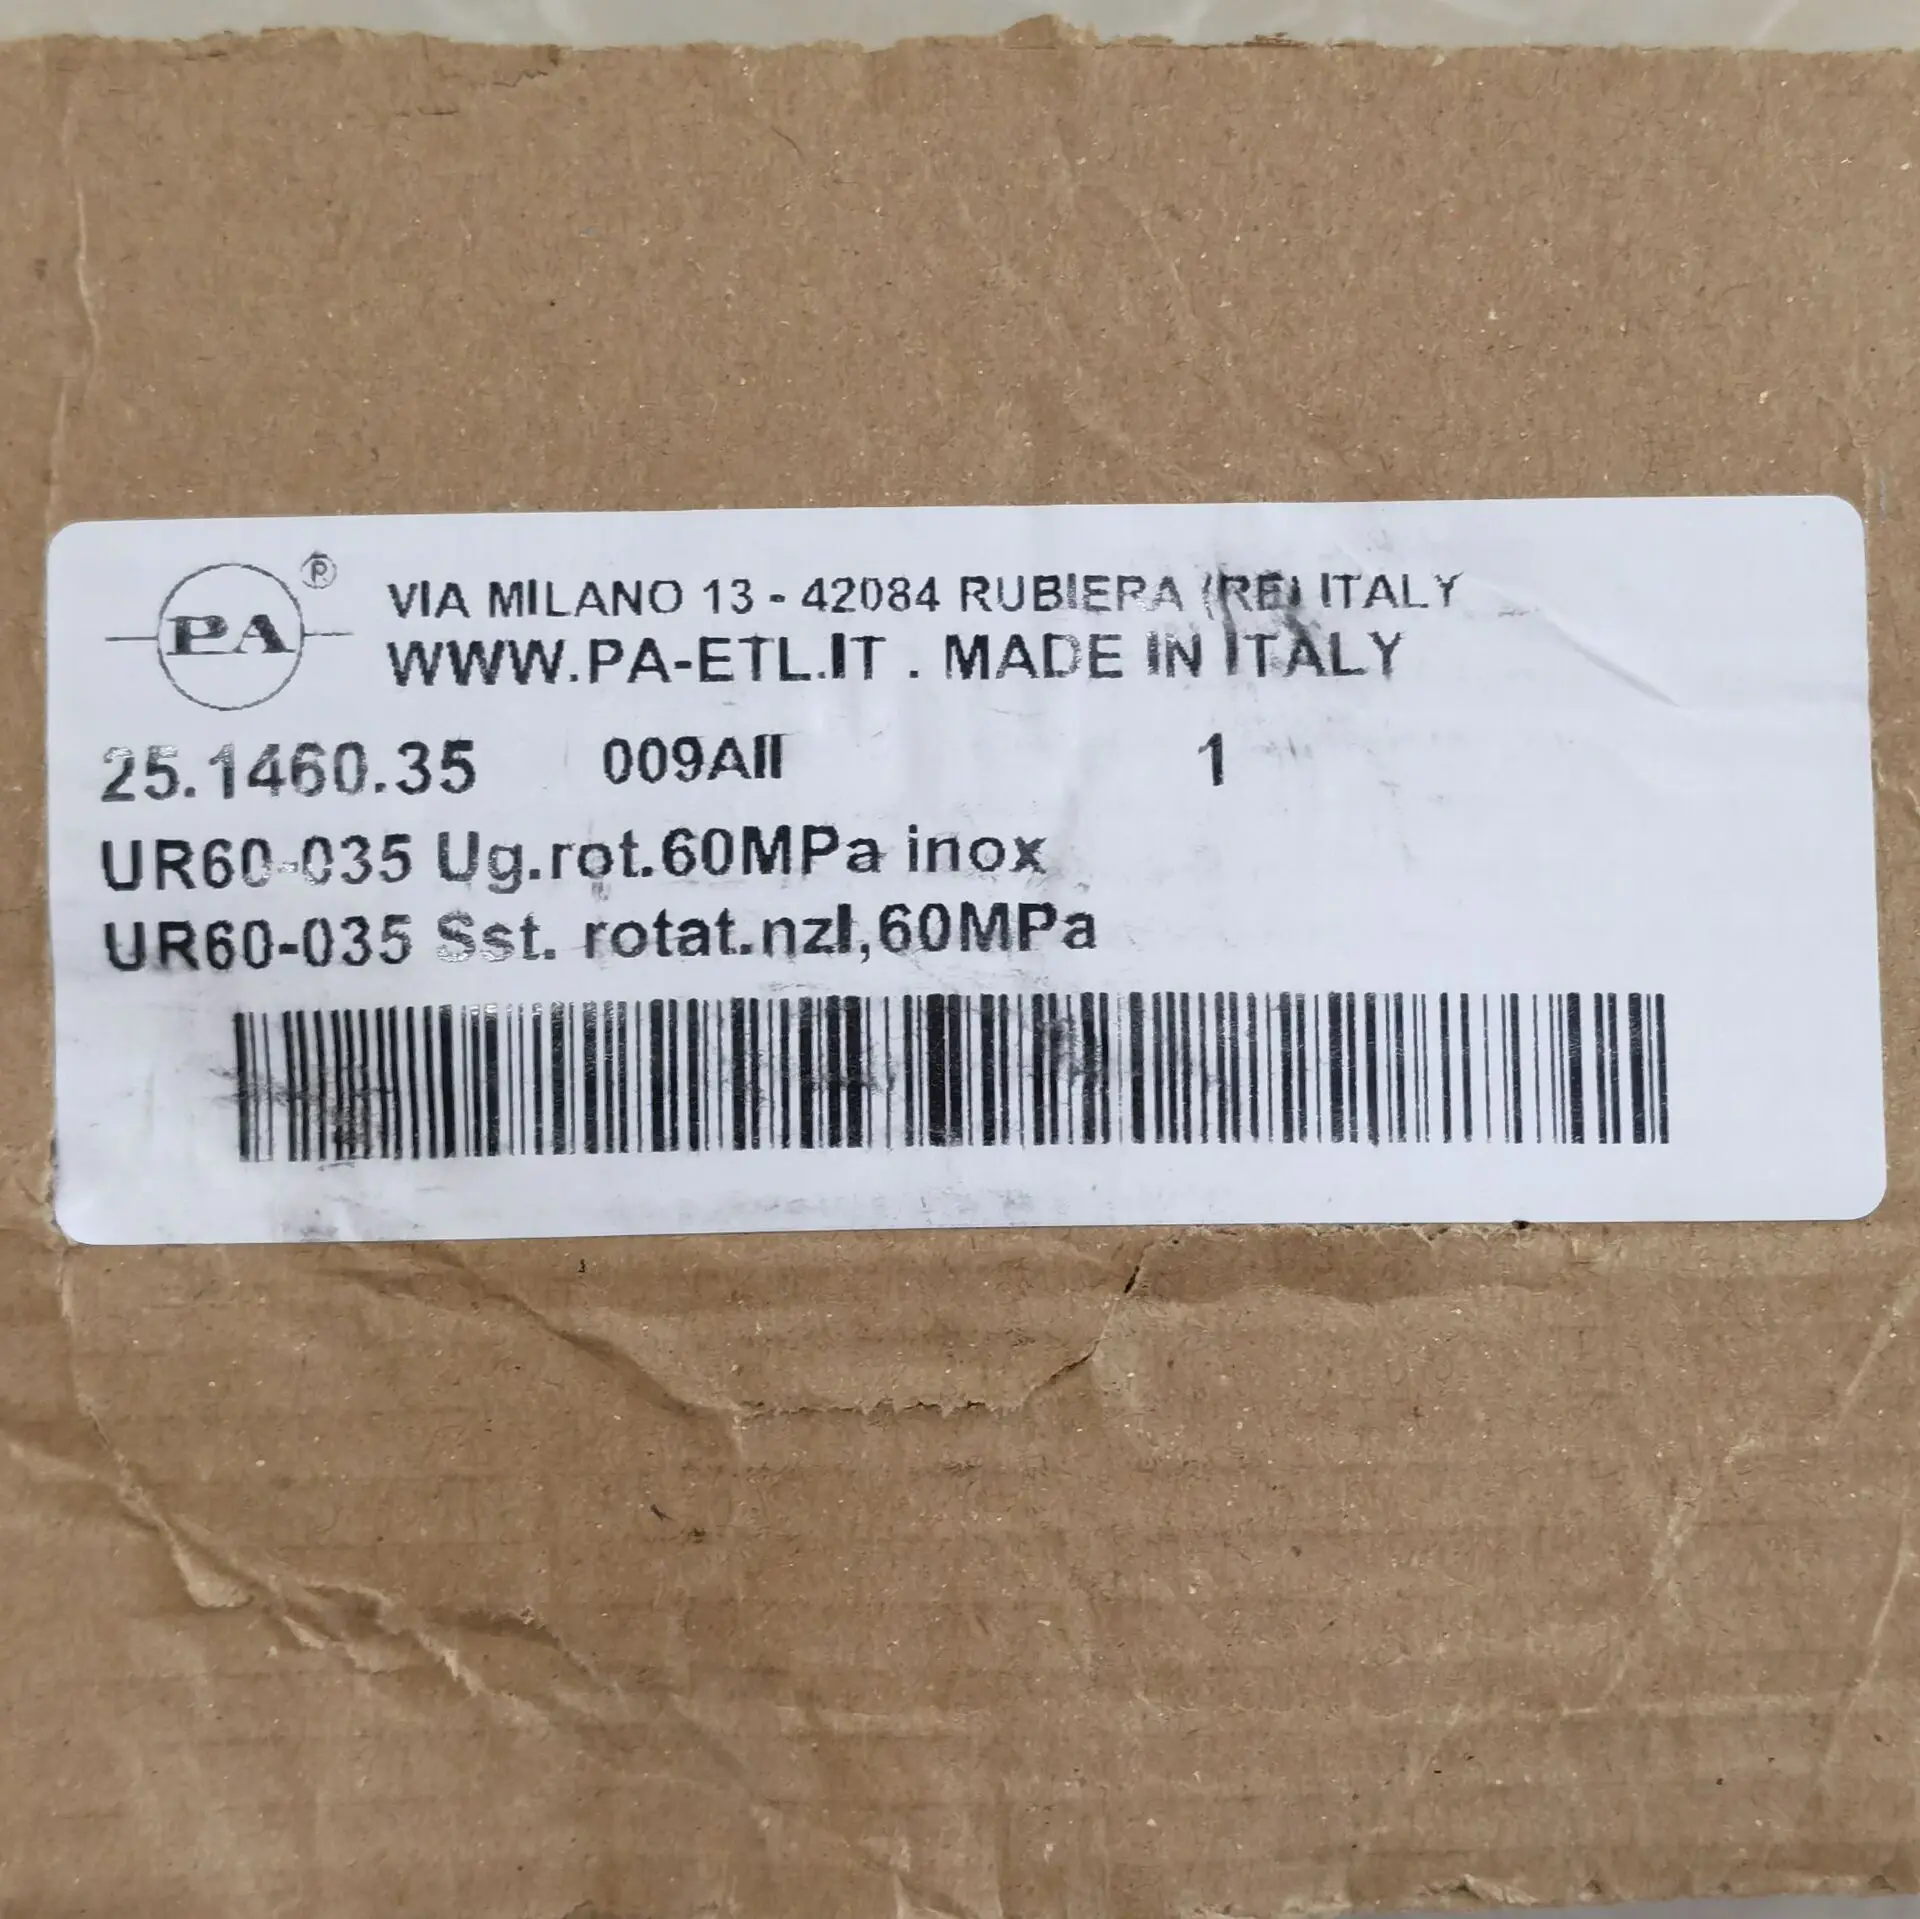 PA ®
VIA MILANO 13 - 42084 RUBIERA (RE) ITALY
WWW.PA-ETL.IT . MADE IN ITALY
25.1460.35 009AII 1
UR60-035 Ug.rot.60MPa inox
UR60-035 Sst. rotat.nzl,60MPa